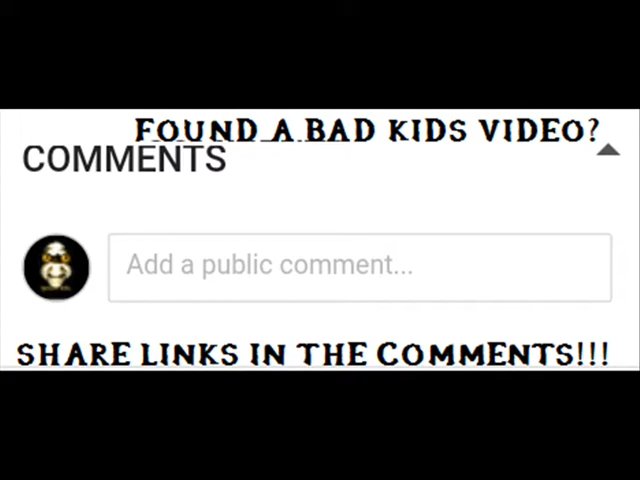 FOUND A BAD KIDS VIDEO?
COMMENTS
Add a public comment...
SHARE LINKS IN THE COMMENTS!!!